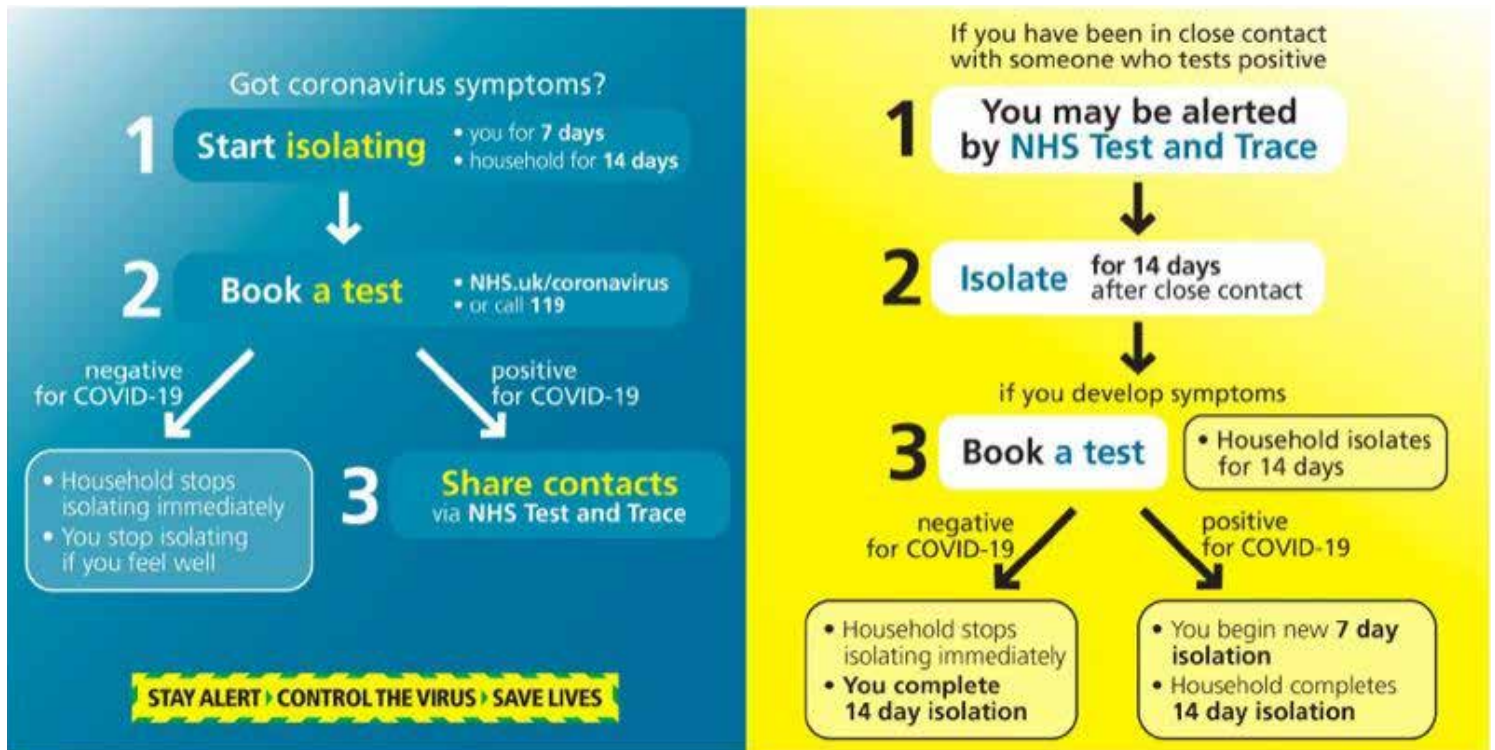 Got coronavirus symptoms?
1
Start isolating
• you for 7 days
• household for 14 days
2
Book a test
• NHS.uk/coronavirus
• or call 119
negative
for COVID-19
positive
for COVID-19
• Household stops
isolating immediately
• You stop isolating
if you feel well
3
Share contacts
via NHS Test and Trace
STAY ALERT CONTROL THE VIRUS SAVE LIVES
If you have been in close contact
with someone who tests positive
1
You may be alerted
by NHS Test and Trace
2
Isolate
for 14 days
after close contact
if you develop symptoms
3
Book a test
• Household isolates
for 14 days
negative
for COVID-19
positive
for COVID-19
• Household stops
isolating immediately
• You complete
14 day isolation
• You begin new 7 day
isolation
• Household completes
14 day isolation